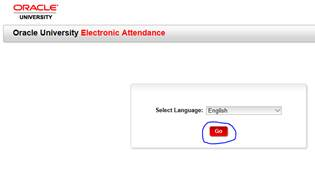 ORACLE
UNIVERSITY
Oracle University Electronic Attendance
Select Language: English
Go